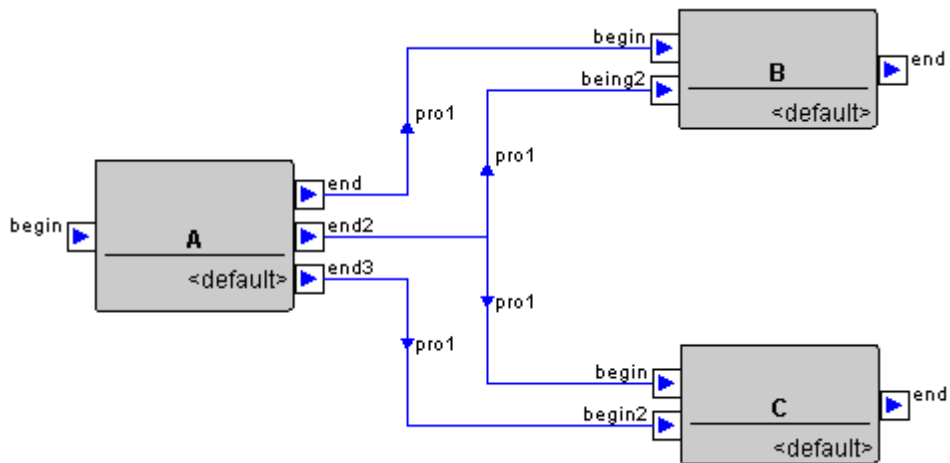 begin
B
end
being2
<default>
pro1
pro1
end
begin
A
end2
<default>
end3
pro1
pro1
begin
C
end
begin2
<default>